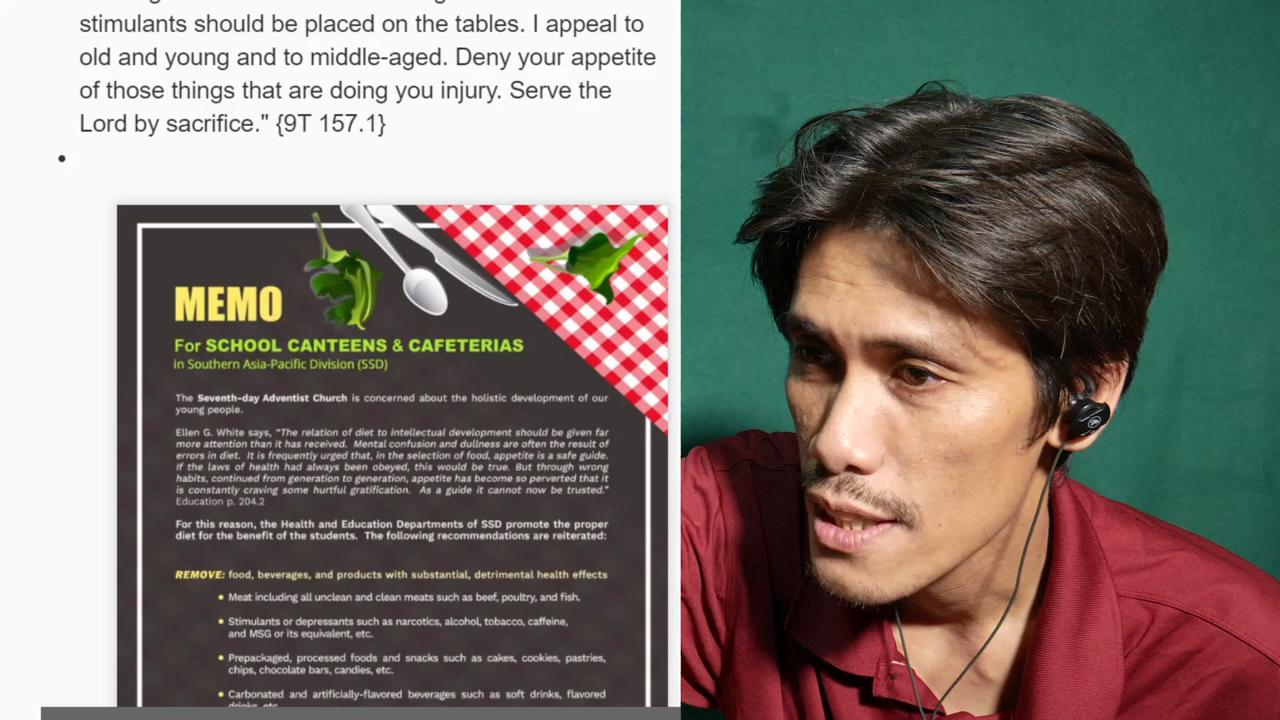 stimulants should be placed on the tables. I appeal to
old and young and to middle-aged. Deny your appetite
of those things that are doing you injury. Serve the
Lord by sacrifice." {9T 157.1}
MEMO
For SCHOOL CANTEENS & CAFETERIAS
in Southern Asia-Pacific Division (SSD)
The Seventh-day Adventist Church is concerned about the holistic development of our
young people.
Ellen G. White says, "The relation of diet to intellectual development should be given far
more attention than it has received. Mental confusion and dullness are often the result of
errors in diet. It is frequently urged that, in the selection of food, appetite is a safe guide.
If the laws of health had always been obeyed, this would be true. But through wrong
habits, continued from generation to generation, appetite has become so perverted that it
is constantly craving some hurtful gratification. As a guide it cannot now be trusted."
Education p. 204.2
For this reason, the Health and Education Departments of SSD promote the proper
diet for the benefit of the students. The following recommendations are reiterated:
REMOVE: food, beverages, and products with substantial, detrimental health effects
• Meat including all unclean and clean meats such as beef, poultry, and fish.
• Stimulants or depressants such as narcotics, alcohol, tobacco, caffeine,
and MSG or its equivalent, etc.
• Prepackaged, processed foods and snacks such as cakes, cookies, pastries,
chips, chocolate bars, candies, etc.
• Carbonated and artificially-flavored beverages such as soft drinks, flavored
drinks, etc.